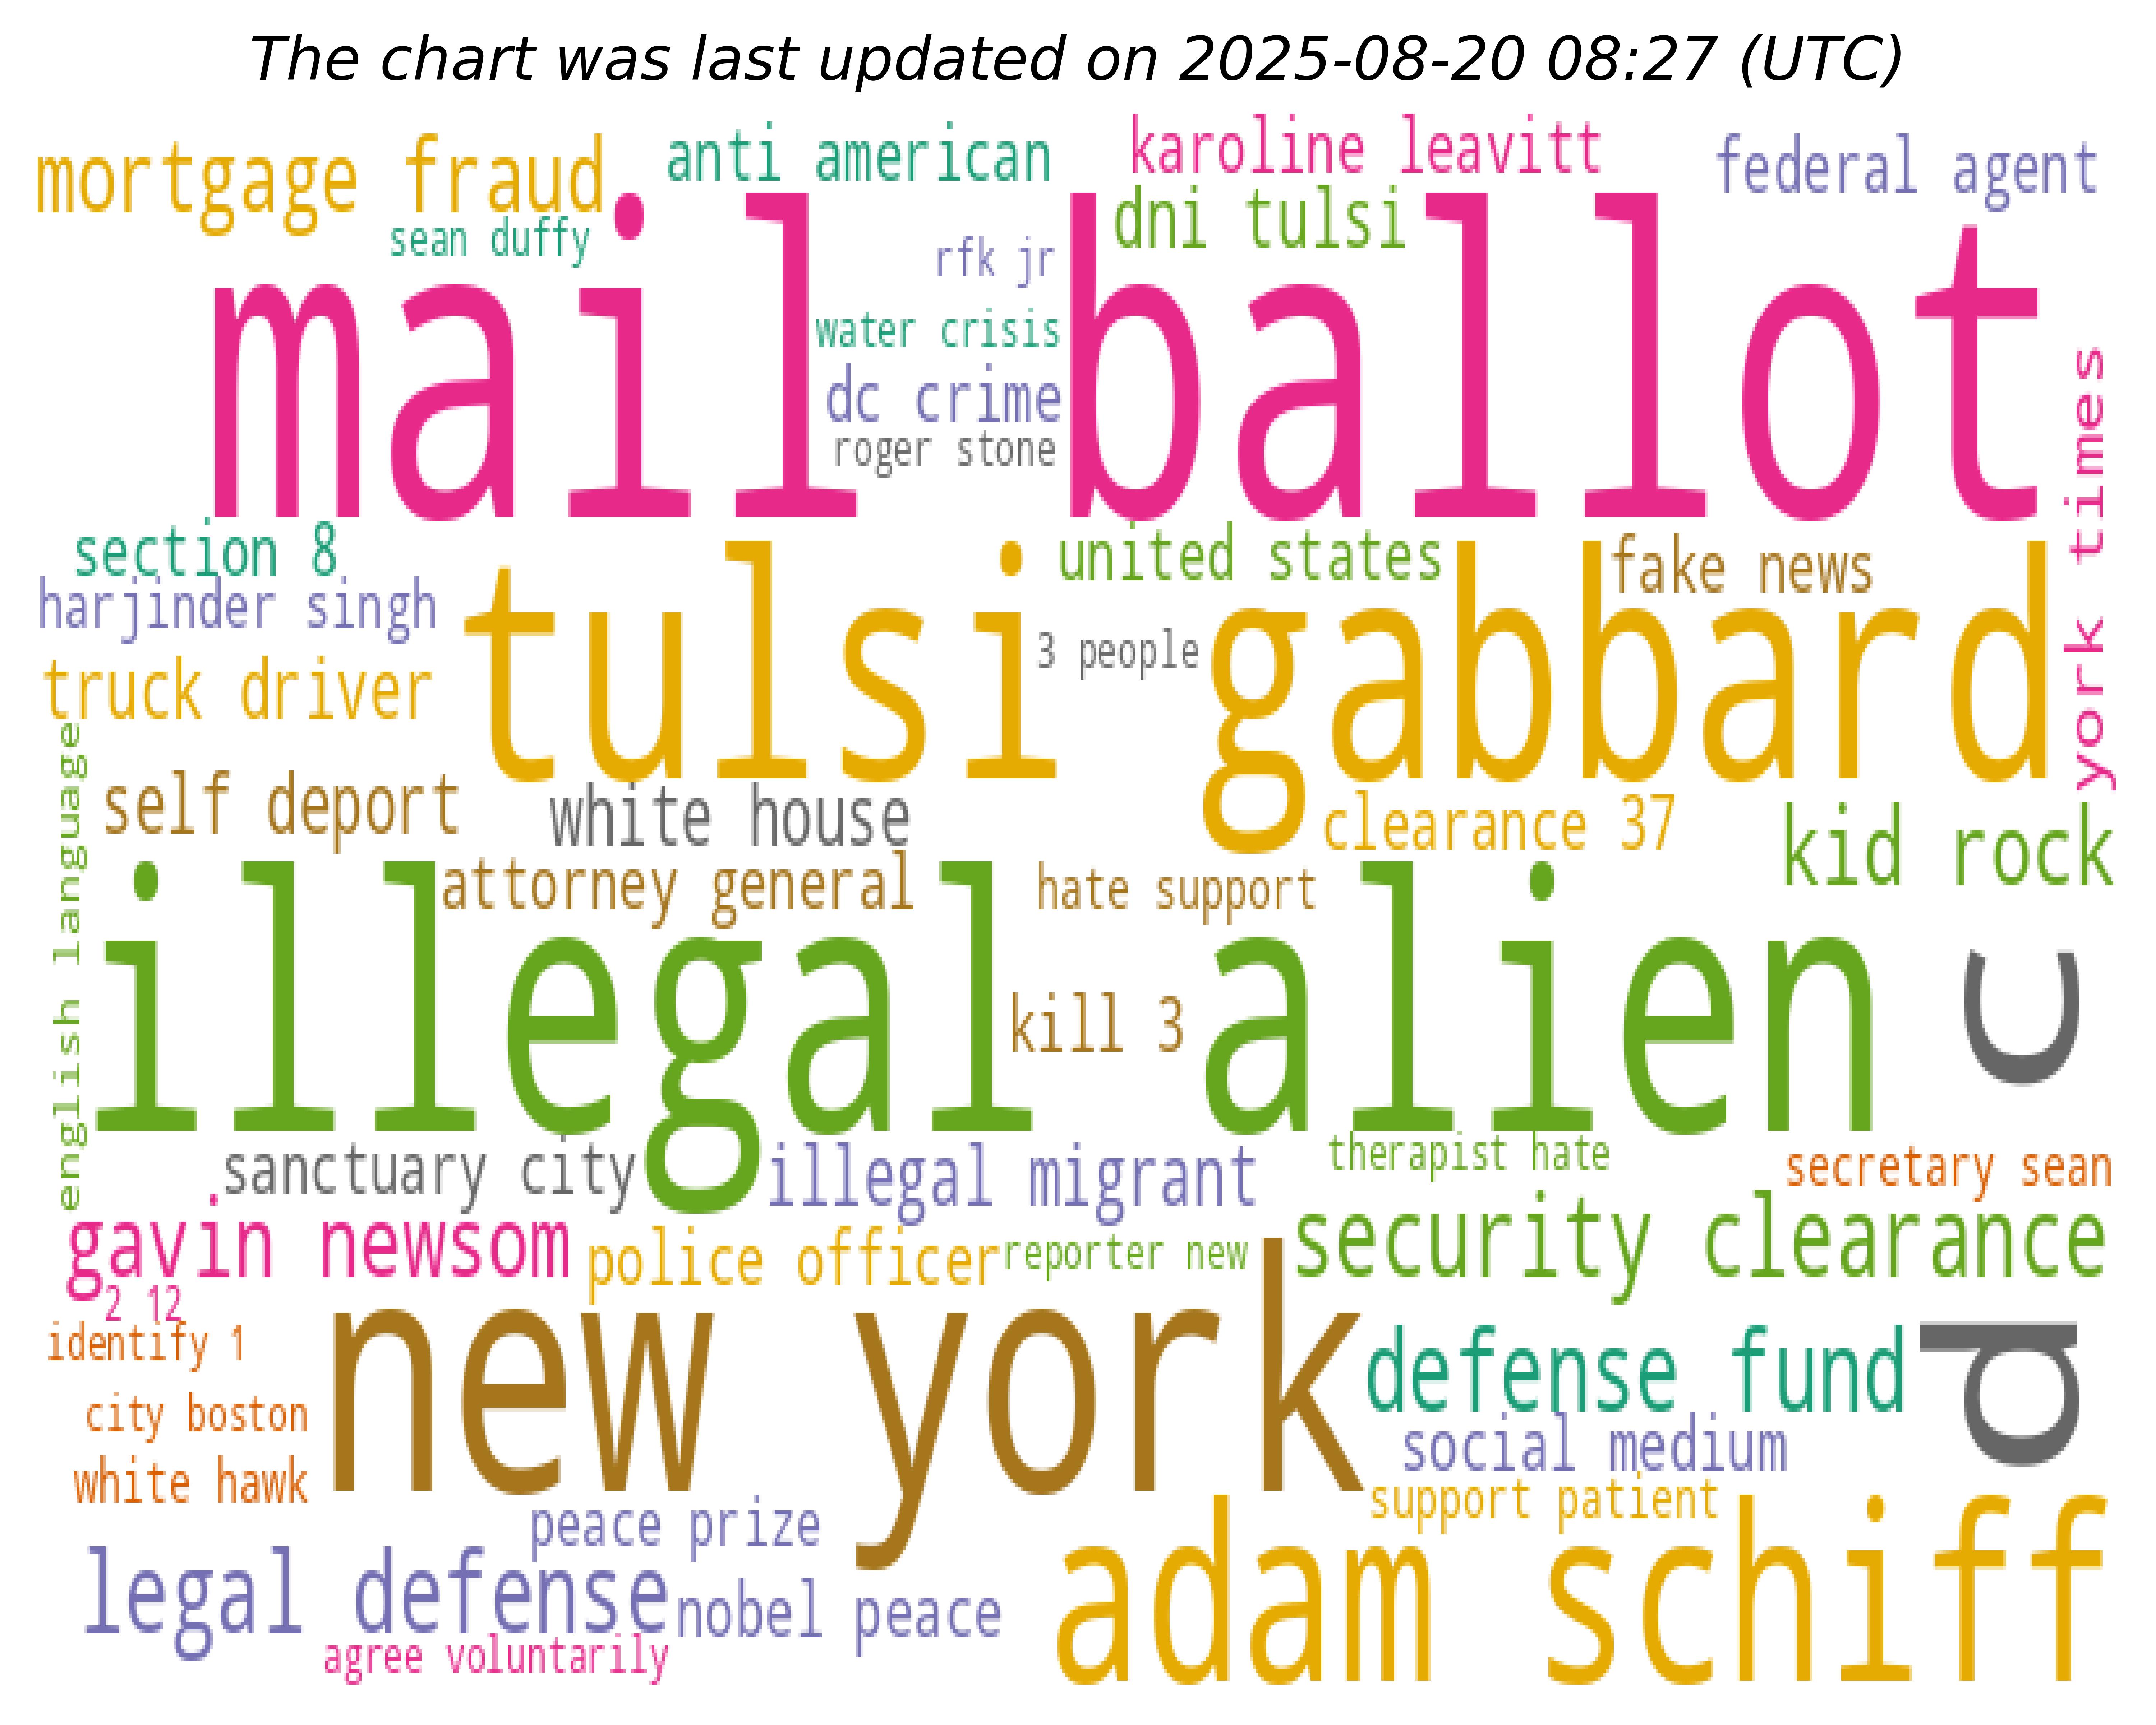 The chart was last updated on 2025-08-20 08:27 (UTC)
mortgage fraud
anti american
karoline leavitt
federal agent
sean duffy
dni tulsi
rfk jr
mail ballot
water crisis
dc crime
roger stone
york times
section 8
united states
fake news
harjinder singh
tulsi gabbard
3 people
truck driver
english language
self deport
white house
clearance 37
kid rock
attorney general
hate support
illegal alien
kill 3
d c
sanctuary city
illegal migrant
therapist hate
secretary sean
gavin newsom
police officer
reporter new
security clearance
2 12
identify 1
new york
defense fund
city boston
social medium
white hawk
support patient
peace prize
adam schiff
legal defense
nobel peace
agree voluntarily